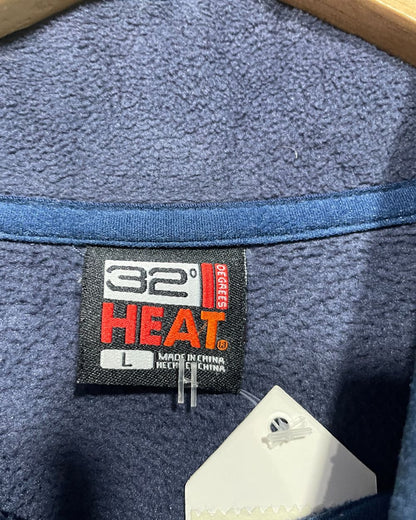 32°
DEGREES
HEAT®
L
MADE IN CHINA
HECHO EN CHINA